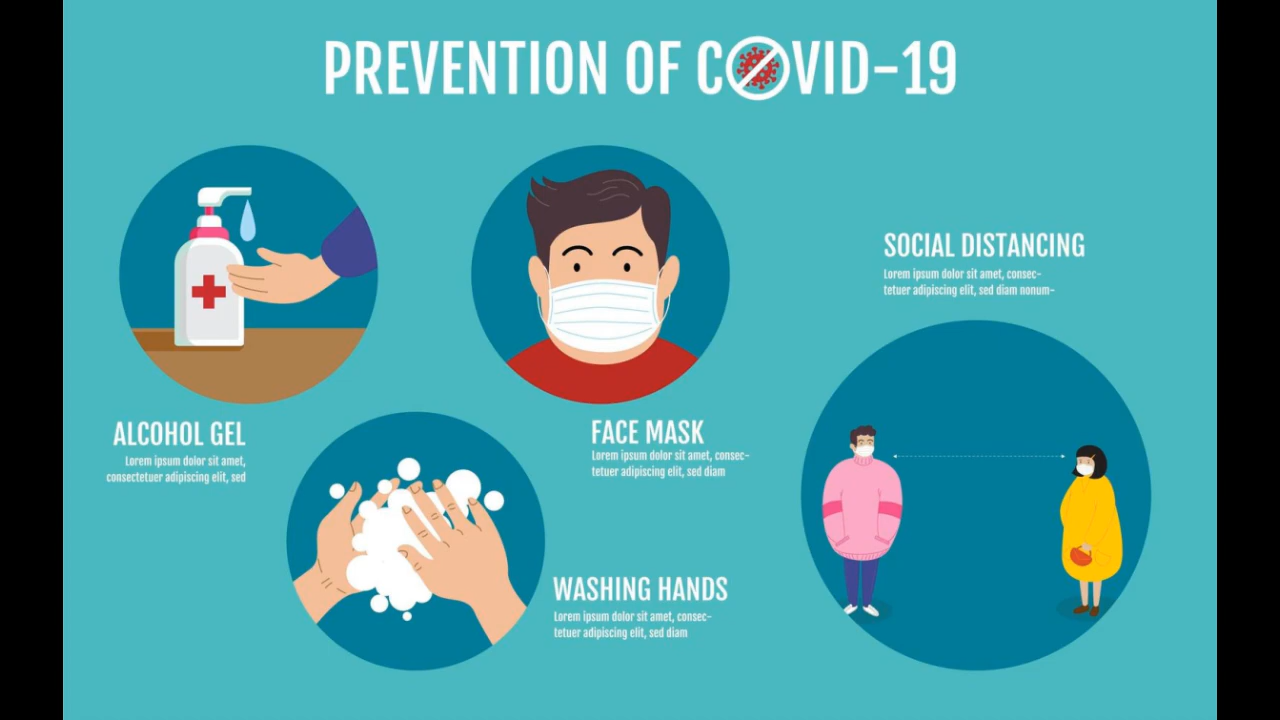 PREVENTION OF COVID-19
ALCOHOL GEL
Lorem ipsum dolor sit amet,
consectetuer adipiscing elit, sed
FACE MASK
Lorem ipsum dolor sit amet, consec-
tetuer adipiscing elit, sed diam
WASHING HANDS
Lorem ipsum dolor sit amet, consec-
tetuer adipiscing elit, sed diam
SOCIAL DISTANCING
Lorem ipsum dolor sit amet, consec-
tetuer adipiscing elit, sed diam nonum-